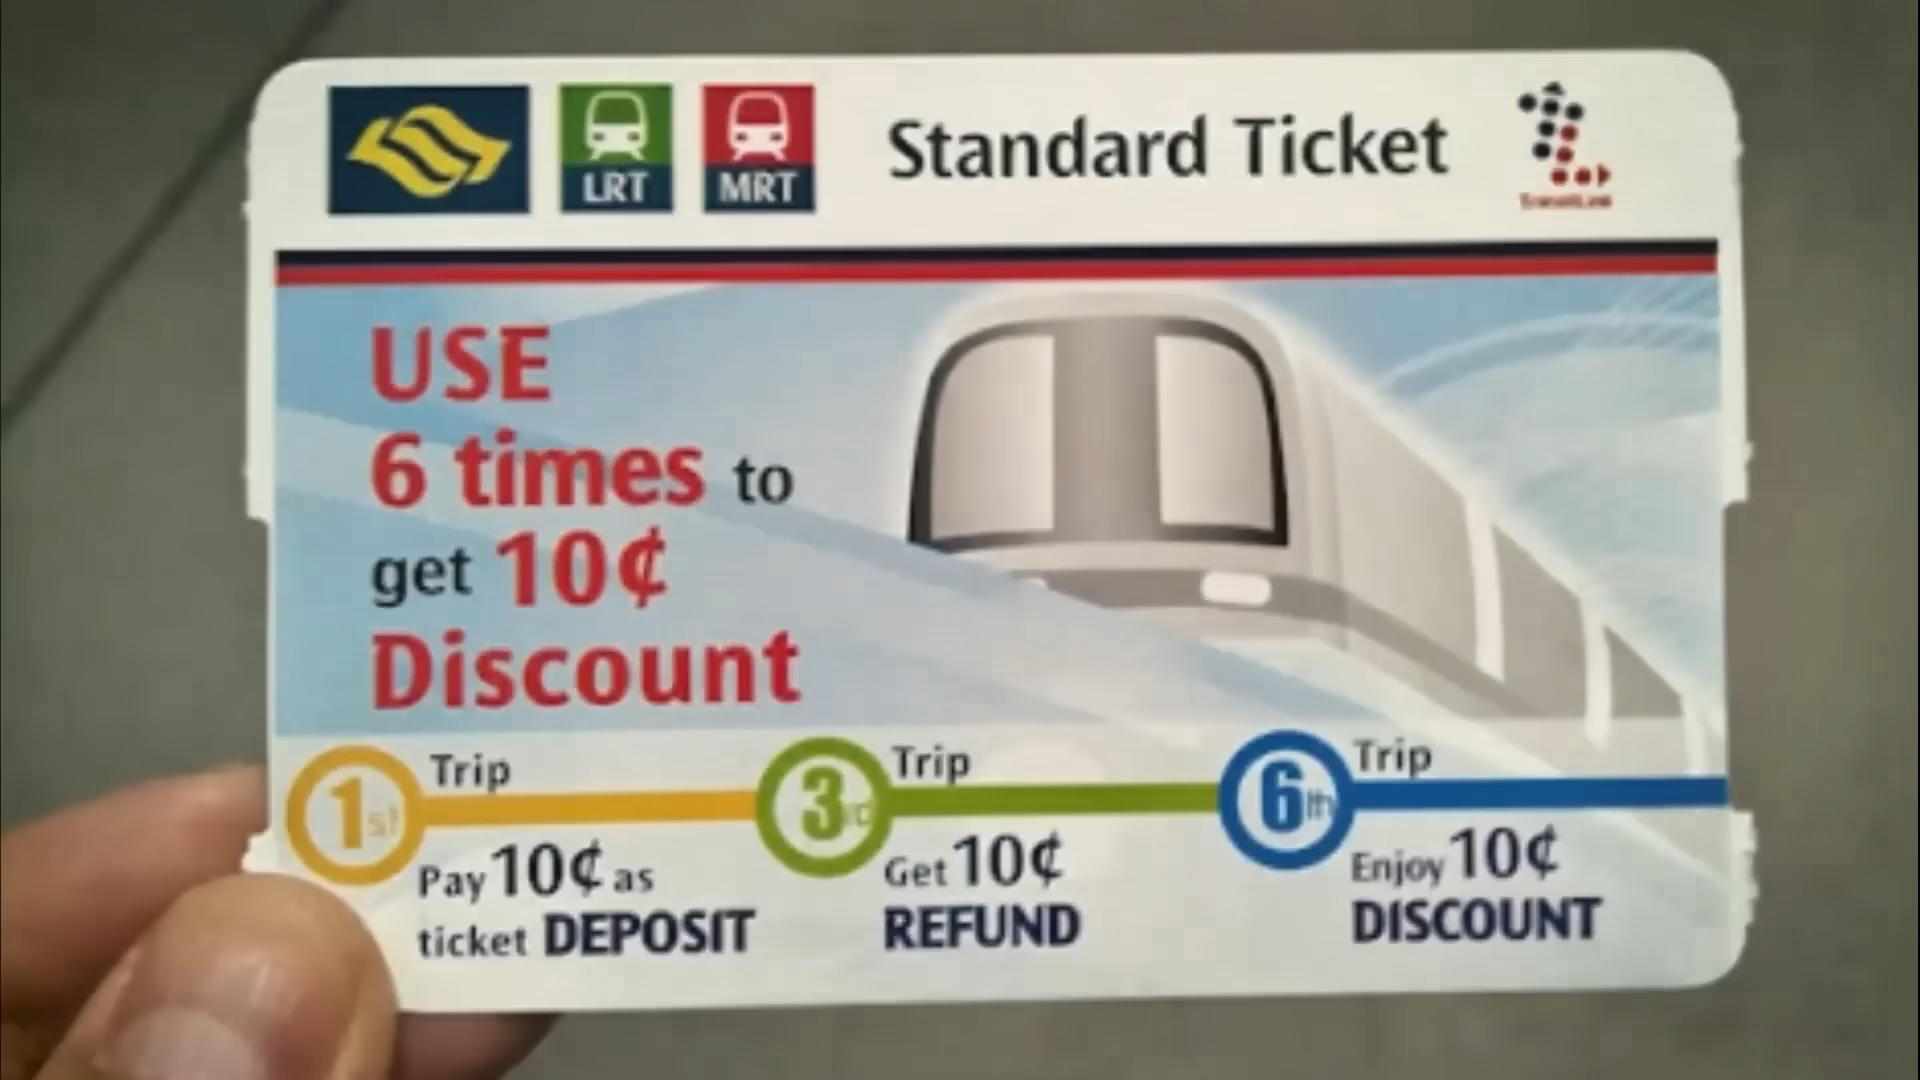 LRT
MRT
Standard Ticket
TransitLink
USE
6 times to
get 10¢
Discount
1st Trip
Pay 10¢ as
ticket DEPOSIT
3rd Trip
Get 10¢
REFUND
6th Trip
Enjoy 10¢
DISCOUNT